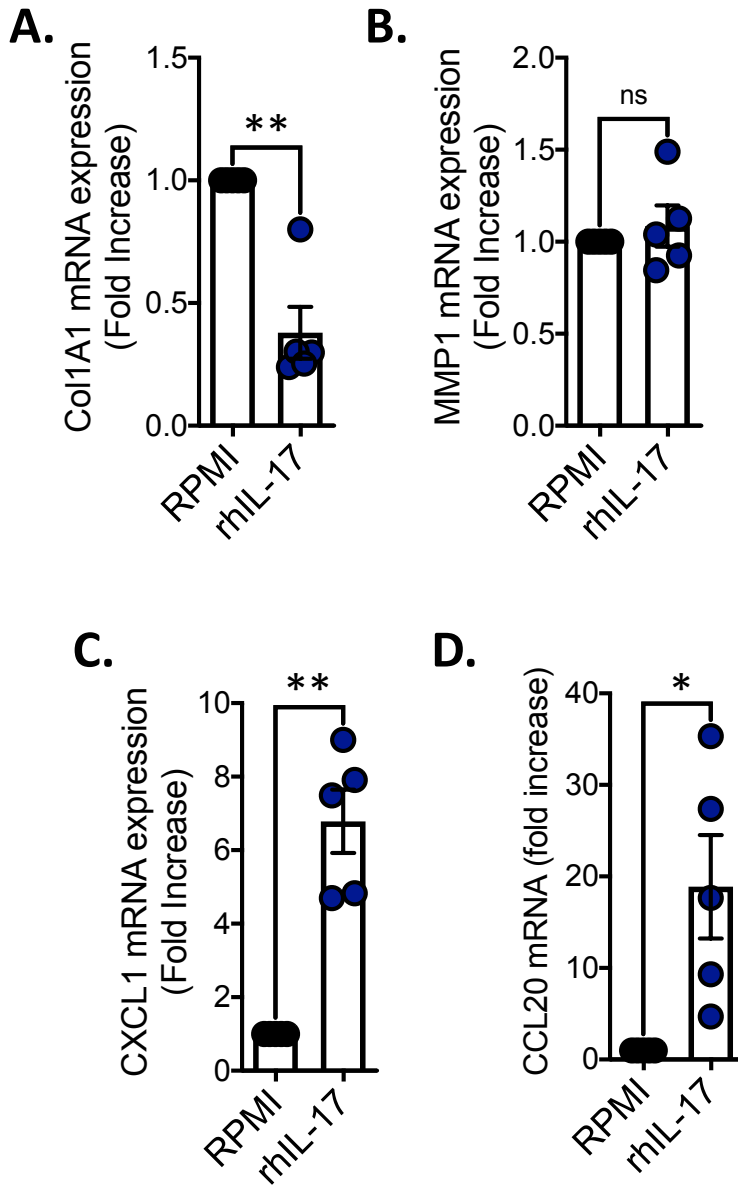 A.
Col1A1 mRNA expression
(Fold Increase)
1.5
1.0
0.5
0.0
**
RPMI
rhIL-17
B.
MMP1 mRNA expression
(Fold Increase)
2.0
1.5
1.0
0.5
0.0
ns
RPMI
rhIL-17
C.
CXCL1 mRNA expression
(Fold Increase)
10
8
6
4
2
0
**
RPMI
rhIL-17
D.
CCL20 mRNA (fold increase)
40
30
20
10
0
*
RPMI
rhIL-17